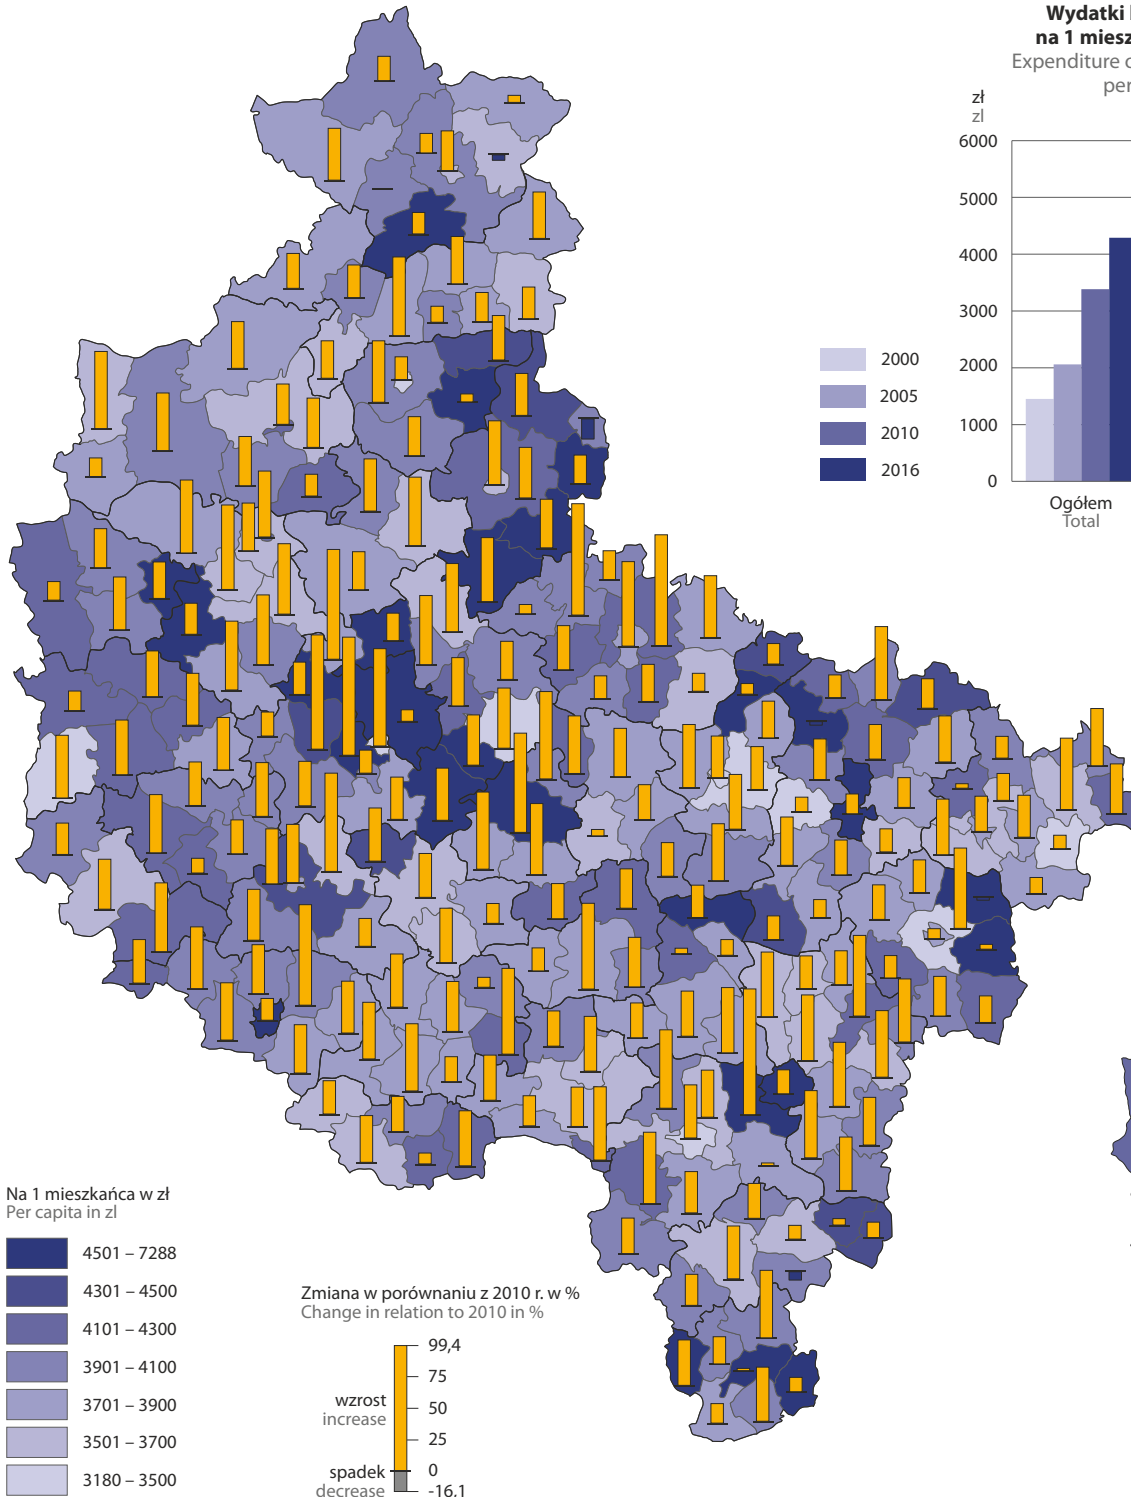 Wydatki
na 1 miesz
Expenditure
per
zł
zl
6000
5000
4000
3000
2000
1000
0
Ogółem
Total
2000
2005
2010
2016
Na 1 mieszkańca w zł
Per capita in zl
4501 – 7288
4301 – 4500
4101 – 4300
3901 – 4100
3701 – 3900
3501 – 3700
3180 – 3500
Zmiana w porównaniu z 2010 r. w %
Change in relation to 2010 in %
99,4
75
wzrost
increase
50
25
spadek
decrease
0
-16,1